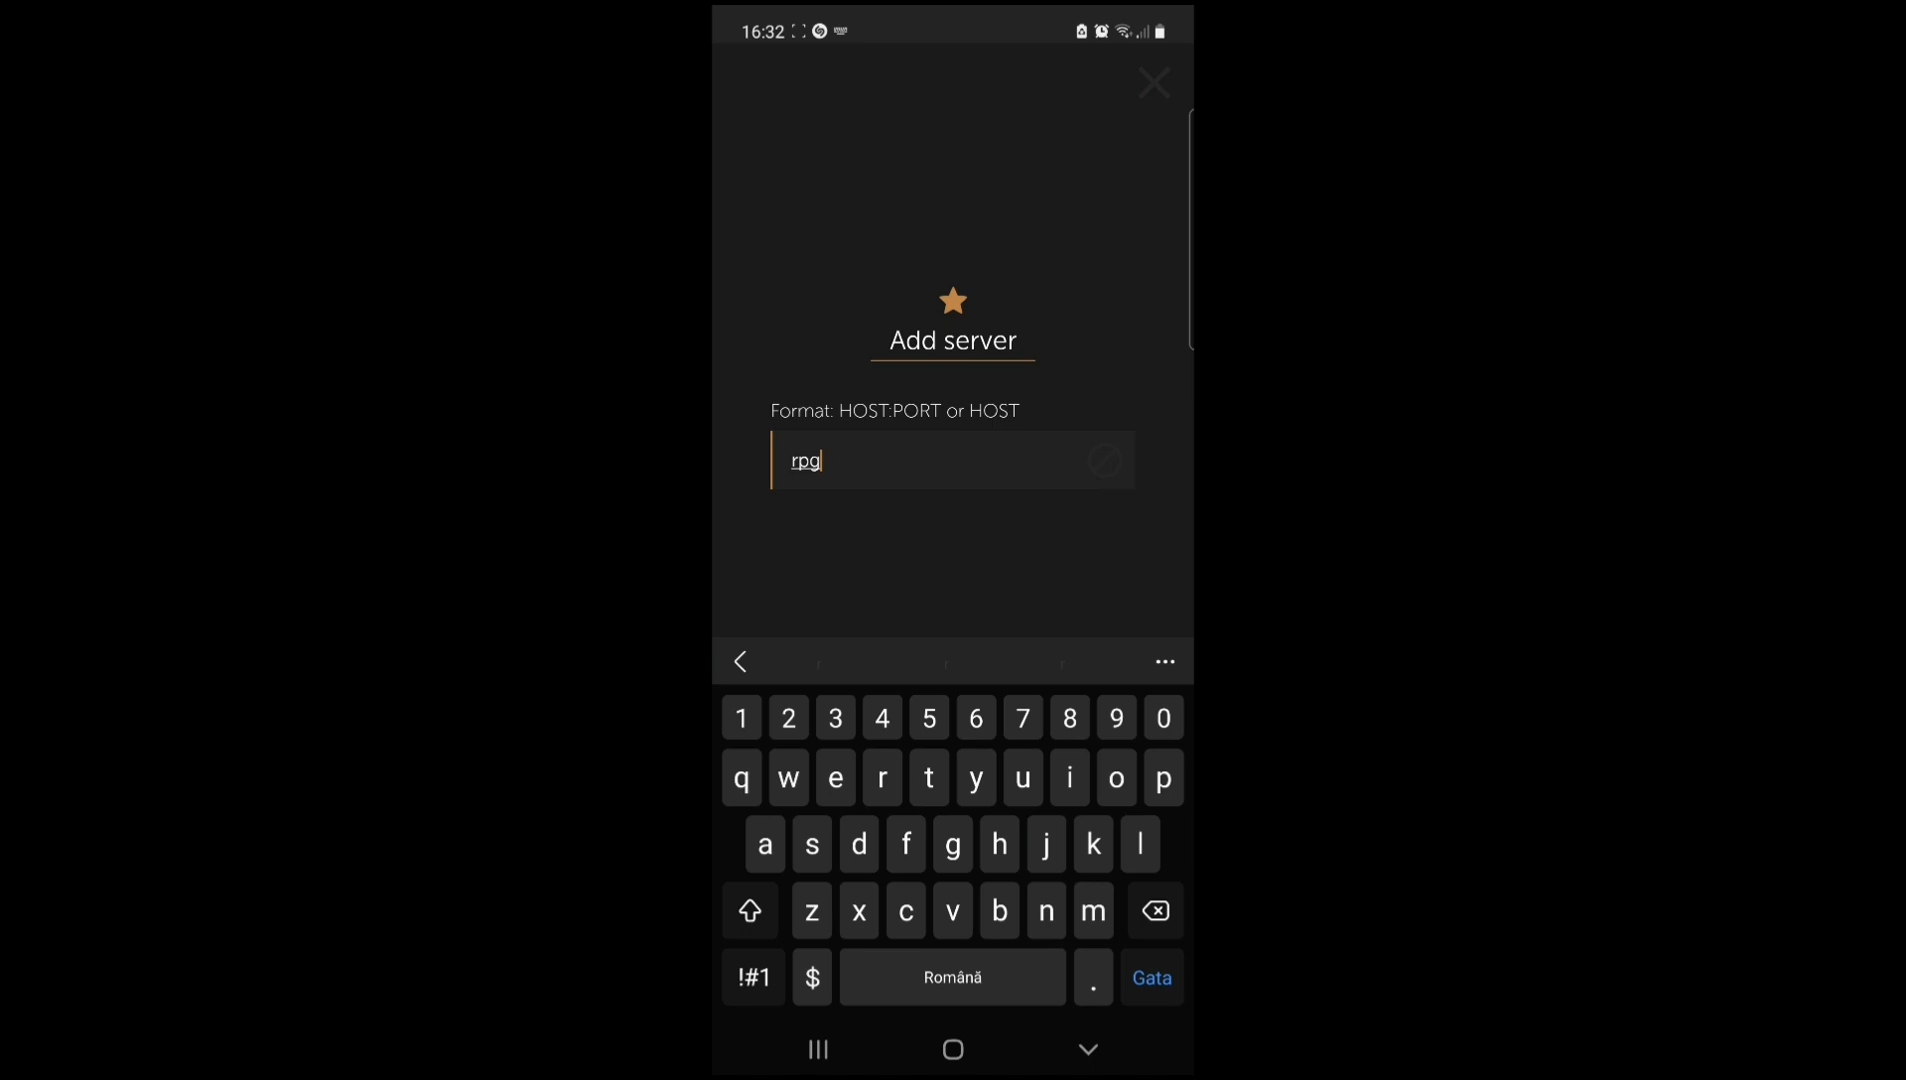 16:32
Add server
Format: HOST:PORT or HOST
rpg
1 2 3 4 5 6 7 8 9 0
q w e r t y u i o p
a s d f g h j k l
z x c v b n m
!#1 $ Română . Gata